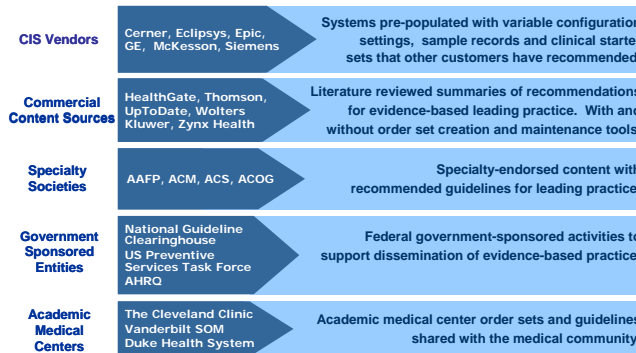 CIS Vendors
Cerner, Eclipsys, Epic,
GE, McKesson, Siemens
Systems pre-populated with variable configuration
settings, sample records and clinical starte
sets that other customers have recommended
Commercial
Content Sources
HealthGate, Thomson,
UpToDate, Wolters
Kluwer, Zynx Health
Literature reviewed summaries of recommendations
for evidence-based leading practice. With and
without order set creation and maintenance tools
Specialty
Societies
AAFP, ACM, ACS, ACOG
Specialty-endorsed content with
recommended guidelines for leading practice
Government
Sponsored
Entities
National Guideline
Clearinghouse
US Preventive
Services Task Force
AHRQ
Federal government-sponsored activities to
support dissemination of evidence-based practice
Academic
Medical
Centers
The Cleveland Clinic
Vanderbilt SOM
Duke Health System
Academic medical center order sets and guidelines
shared with the medical community